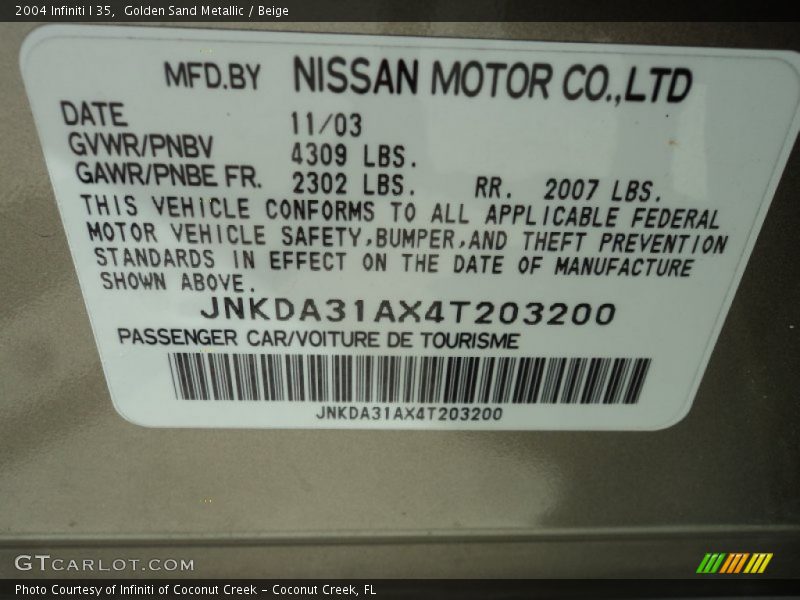 2004 Infiniti I 35,  Golden Sand Metallic / Beige
MFD.BY NISSAN MOTOR CO.,LTD
DATE 11/03
GVWR/PNBV 4309 LBS.
GAWR/PNBE FR. 2302 LBS. RR. 2007 LBS.
THIS VEHICLE CONFORMS TO ALL APPLICABLE FEDERAL
MOTOR VEHICLE SAFETY,BUMPER,AND THEFT PREVENTION
STANDARDS IN EFFECT ON THE DATE OF MANUFACTURE
SHOWN ABOVE.
JNKDA31AX4T203200
PASSENGER CAR/VOITURE DE TOURISME
JNKDA31AX4T203200
GTCARLOT.COM
Photo Courtesy of Infiniti of Coconut Creek – Coconut Creek, FL